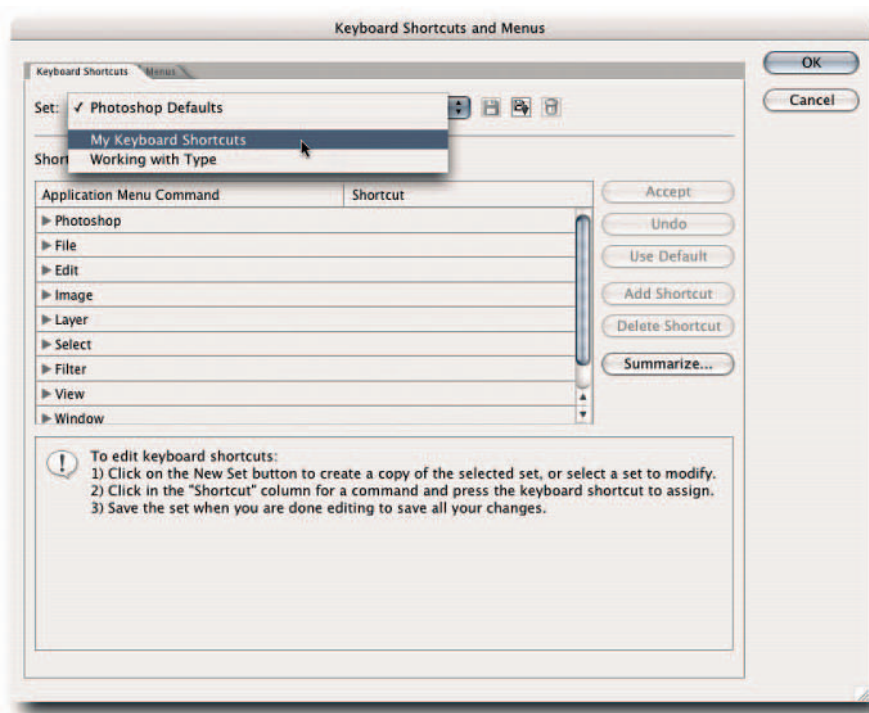 Keyboard Shortcuts and Menus
Keyboard Shortcuts Menus
OK
Cancel
Set: ✓ Photoshop Defaults
My Keyboard Shortcuts
Working with Type
Short
Application Menu Command Shortcut
Photoshop
File
Edit
Image
Layer
Select
Filter
View
Window
Accept
Undo
Use Default
Add Shortcut
Delete Shortcut
Summarize...
To edit keyboard shortcuts:
1) Click on the New Set button to create a copy of the selected set, or select a set to modify.
2) Click in the "Shortcut" column for a command and press the keyboard shortcut to assign.
3) Save the set when you are done editing to save all your changes.